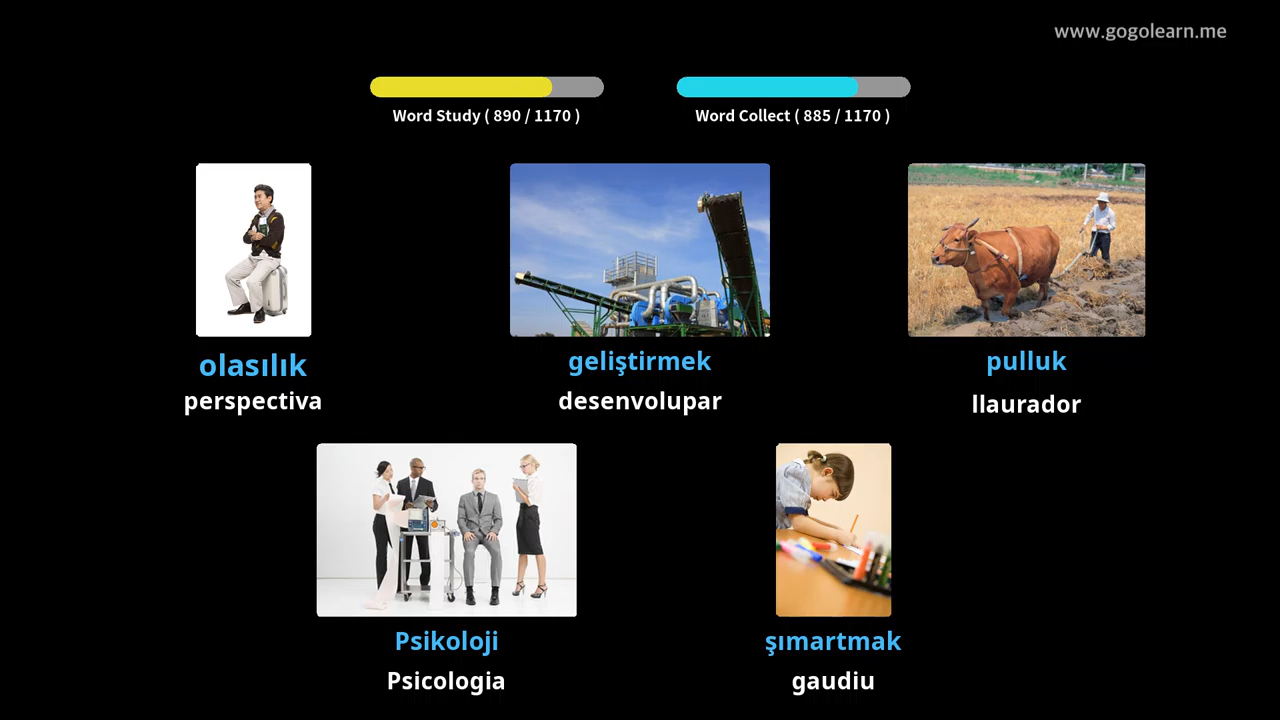 www.gogolearn.me
Word Study ( 890 / 1170 )
Word Collect ( 885 / 1170 )
olasılık
perspectiva
geliştirmek
desenvolupar
pulluk
llaurador
Psikoloji
Psicologia
şımartmak
gaudiu